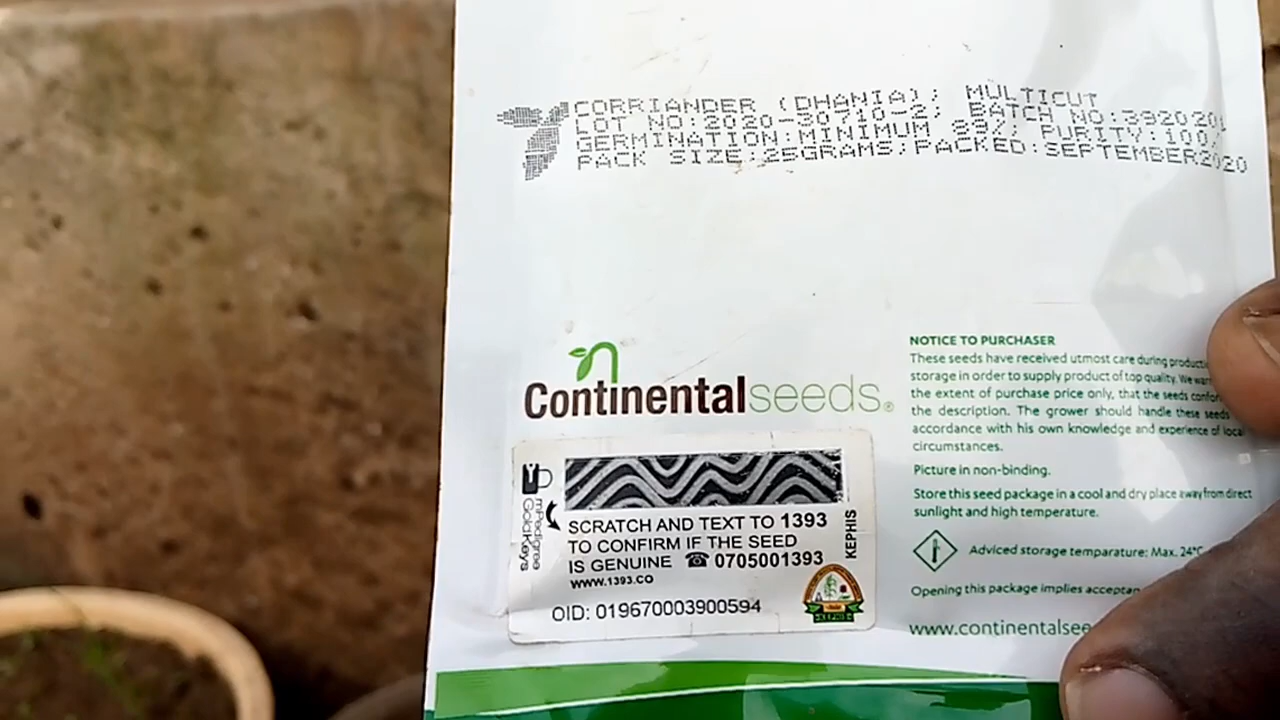 CORRIANDER (DHANIA); MULTICUT
LOT NO:2020-30710-2; BATCH NO:392020
GERMINATION:MINIMUM 89%; PURITY:100%
PACK SIZE:25GRAMS;PACKED:SEPTEMBER2020
Continentalseeds®
NOTICE TO PURCHASER
These seeds have received utmost care during
storage in order to supply product of top quality. We
the extent of purchase price only, that the seeds
the description. The grower should handle these seeds
accordance with his own knowledge and experience of local
circumstances.
Picture in non-binding.
Store this seed package in a cool and dry place away from direct
sunlight and high temperature.
Adviced storage temparature: Max. 24°C
Opening this package implies
www.continentalsee
mPedigree
GoldKeys
SCRATCH AND TEXT TO 1393
TO CONFIRM IF THE SEED
IS GENUINE ☎ 0705001393
www.1393.co
KEPHIS
OID: 019670003900594
KEPHIS